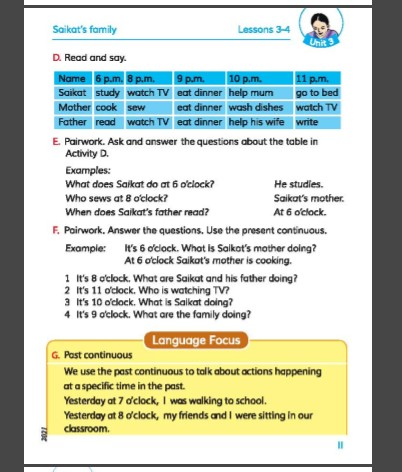 Saikat's family
Lessons 3-4
Unit 3
D. Read and say.
Name 6 p.m. 8 p.m. 9 p.m. 10 p.m. 11 p.m.
Saikat study watch TV eat dinner help mum go to bed
Mother cook sew eat dinner wash dishes watch TV
Father read watch TV eat dinner help his wife write
E. Pairwork. Ask and answer the questions about the table in
Activity D.
Examples:
What does Saikat do at 6 o'clock? He studies.
Who sews at 8 o'clock? Saikat's mother.
When does Saikat's father read? At 6 o'clock.
F. Pairwork. Answer the questions. Use the present continuous.
Example: It's 6 o'clock. What is Saikat's mother doing?
At 6 o'clock Saikat's mother is cooking.
1 It's 8 o'clock. What are Saikat and his father doing?
2 It's 11 o'clock. Who is watching TV?
3 It's 10 o'clock. What is Saikat doing?
4 It's 9 o'clock. What are the family doing?
Language Focus
G. Past continuous
We use the past continuous to talk about actions happening
at a specific time in the past.
Yesterday at 7 o'clock, I was walking to school.
Yesterday at 8 o'clock, my friends and I were sitting in our
classroom.
2021
11